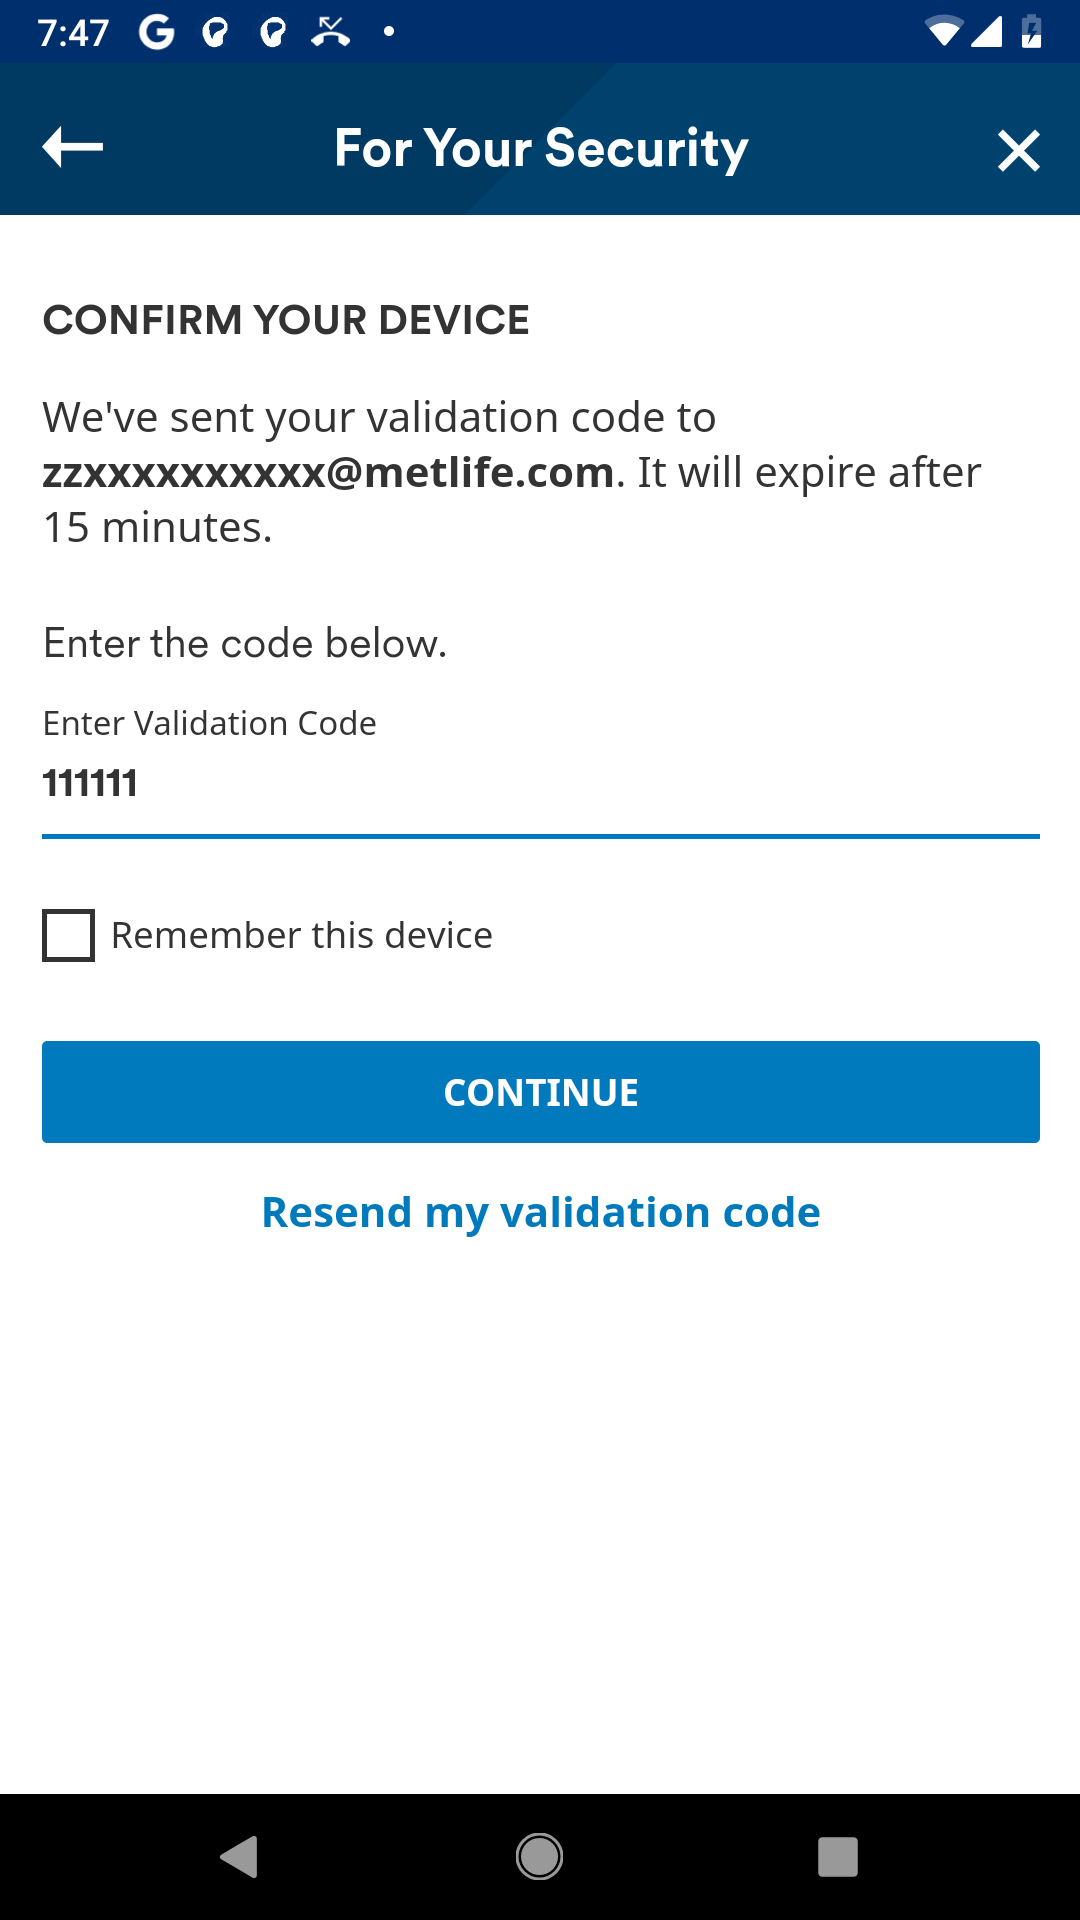 7:47
For Your Security
CONFIRM YOUR DEVICE
We've sent your validation code to
zzxxxxxxxxxx@metlife.com. It will expire after
15 minutes.
Enter the code below.
Enter Validation Code
111111
Remember this device
CONTINUE
Resend my validation code